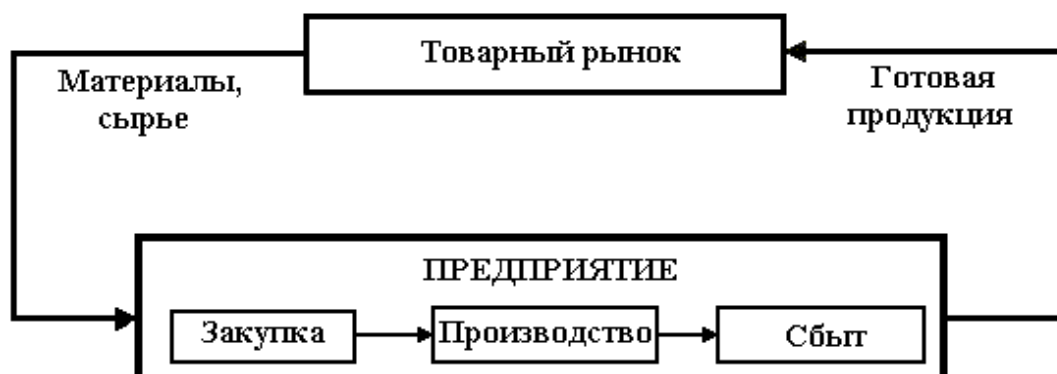 Товарный рынок
Материалы,
сырье
Готовая
продукция
ПРЕДПРИЯТИЕ
Закупка
Производство
Сбыт